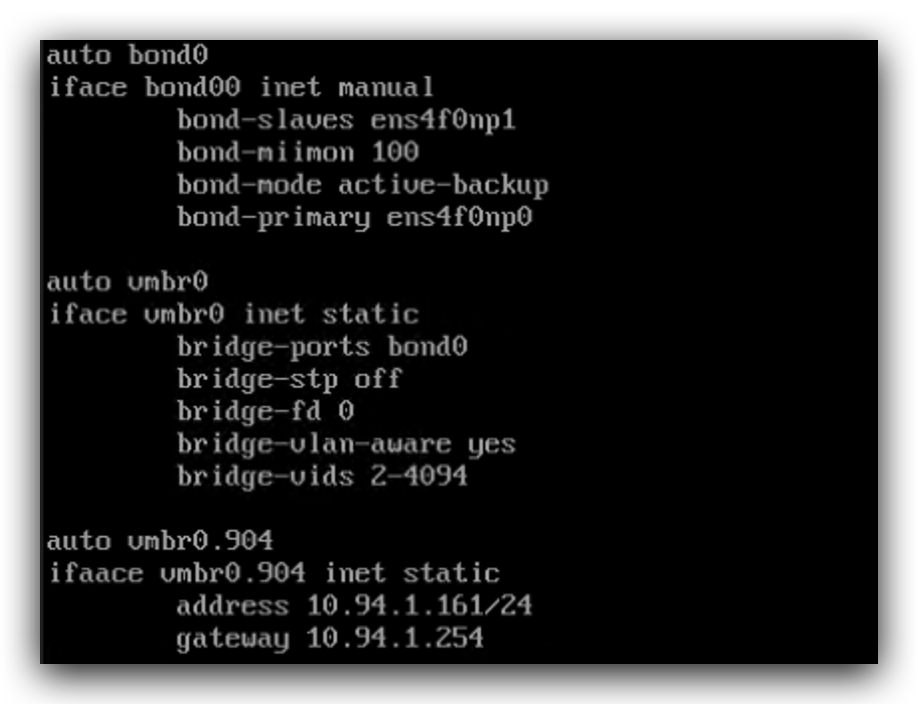 auto bond0
iface bond00 inet manual
bond-slaves ens4f0np1
bond-miimon 100
bond-mode active-backup
bond-primary ens4f0np0
auto vmbr0
iface vmbr0 inet static
bridge-ports bond0
bridge-stp off
bridge-fd 0
bridge-vlan-aware yes
bridge-vids 2-4094
auto vmbr0.904
ifaace vmbr0.904 inet static
address 10.94.1.161/24
gateway 10.94.1.254